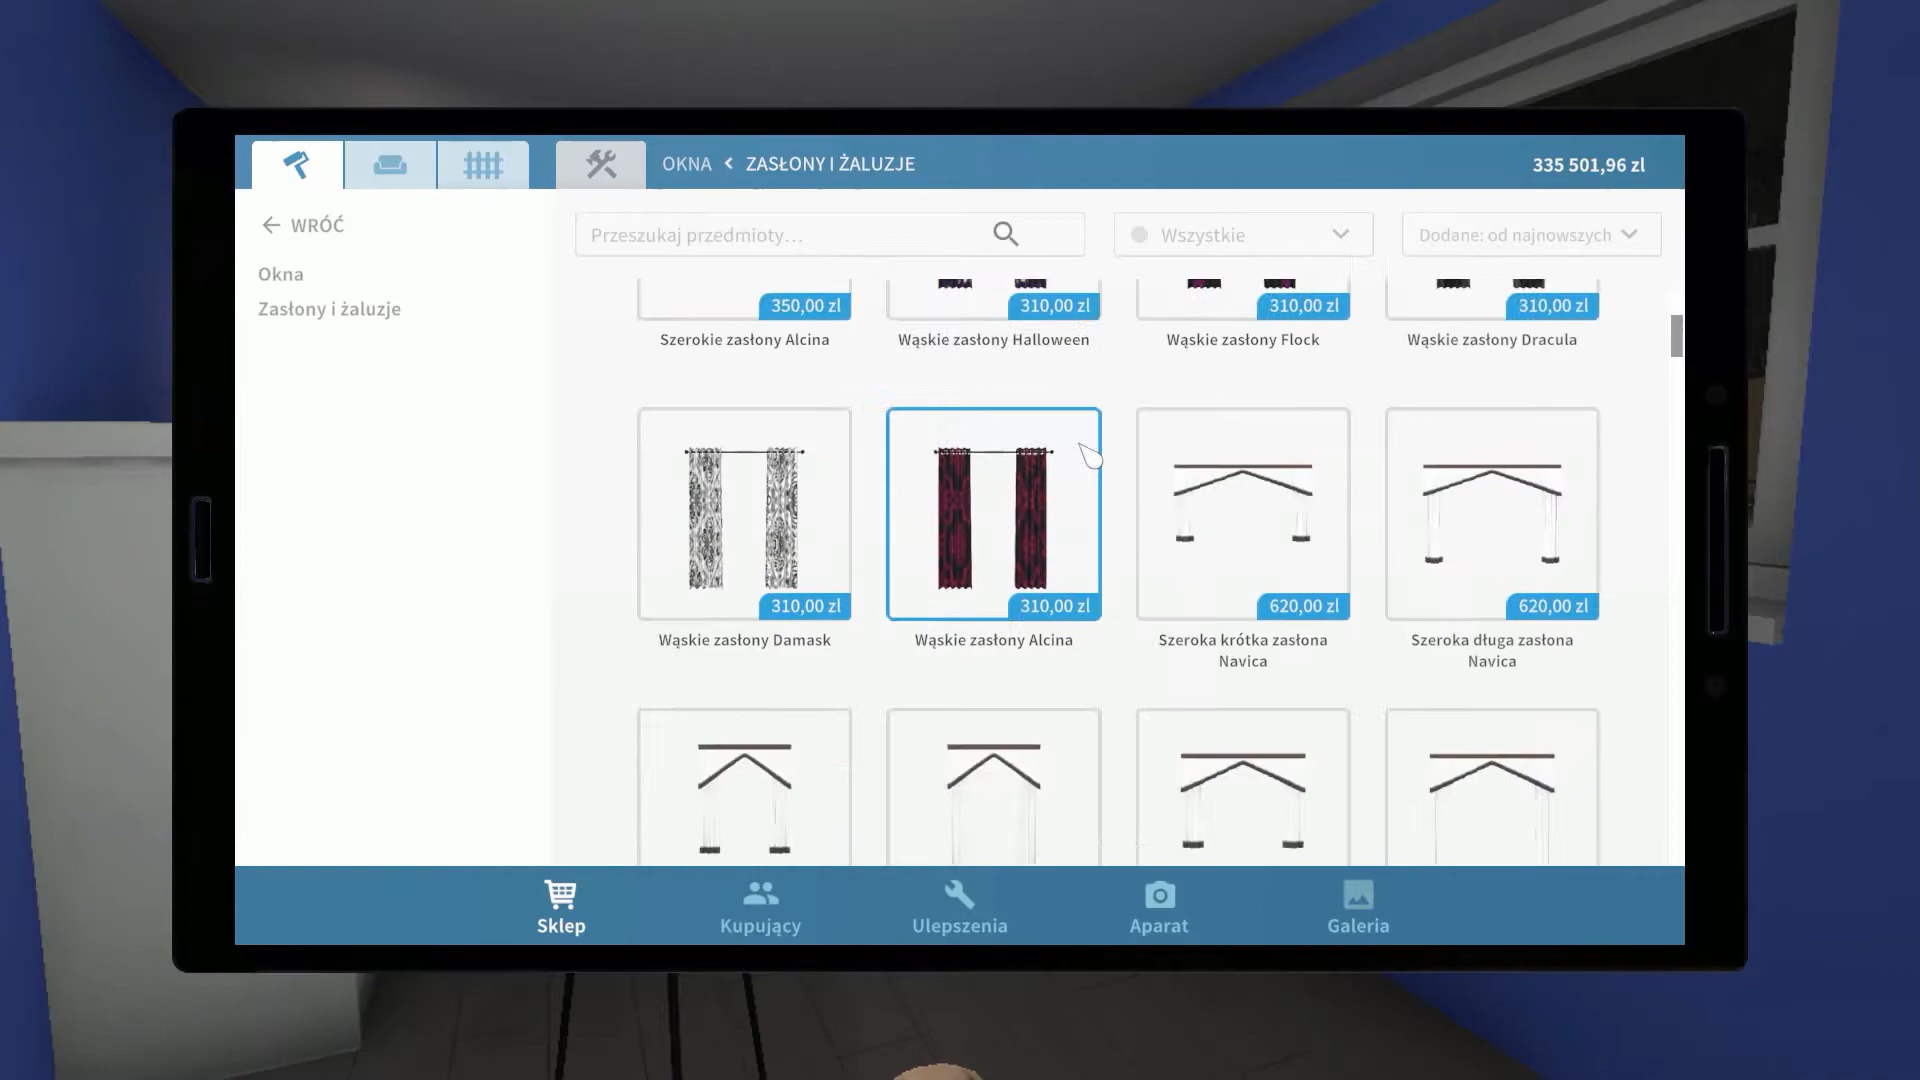 OKNA < ZASŁONY I ŻALUZJE
335 501,96 zl
WRÓĆ
Przeszukaj przedmioty...
Wszystkie
Dodane: od najnowszych
Okna
Zasłony i żaluzje
350,00 zl
310,00 zl
310,00 zl
310,00 zl
Szerokie zasłony Alcina
Wąskie zasłony Halloween
Wąskie zasłony Flock
Wąskie zasłony Dracula
310,00 zl
310,00 zl
620,00 zl
620,00 zl
Wąskie zasłony Damask
Wąskie zasłony Alcina
Szeroka krótka zasłona
Navica
Szeroka długa zasłona
Navica
Sklep
Kupujący
Ulepszenia
Aparat
Galeria